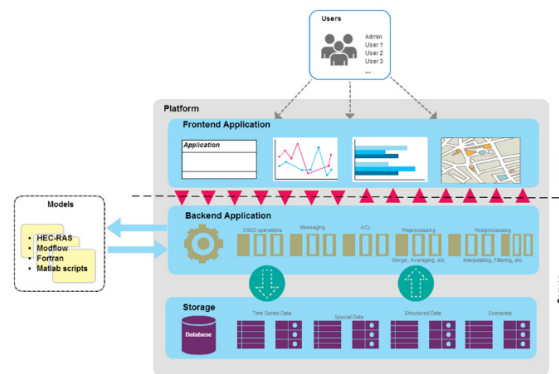 Users
Admin
User 1
User 2
User 3
...
Platform
Frontend Application
Application
Models
• HEC-RAS
• Modflow
• Fortran
• Matlab scripts
Backend Application
CRUD operations
Messaging
ACL
Preprocessing
Postprocessing
Merge, Averaging, etc
Interpolating, Filtering, etc
Storage
Time Series Data
Special Data
Structured Data
Scenarios
Database